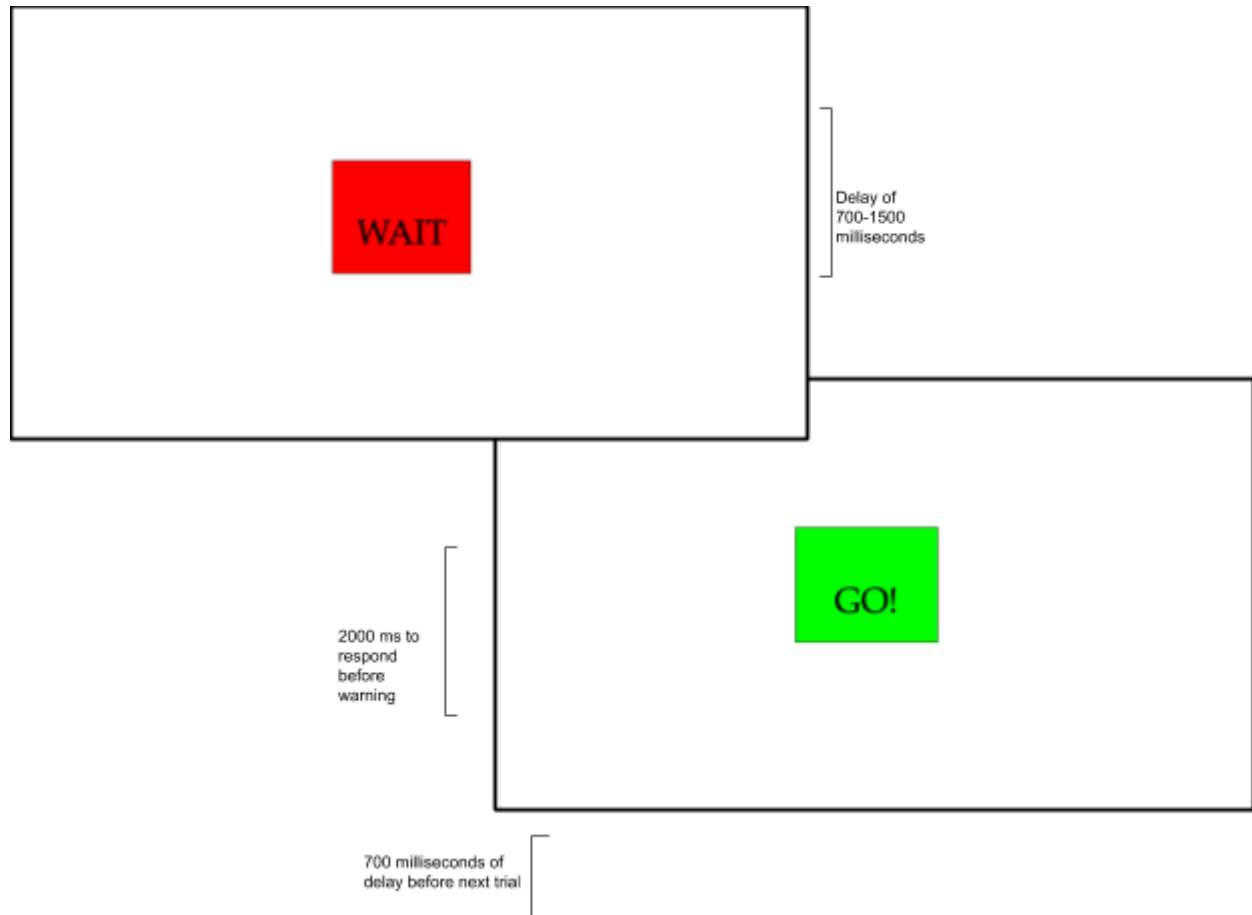 WAIT
Delay of
700-1500
milliseconds
GO!
2000 ms to
respond
before
warning
700 milliseconds of
delay before next trial